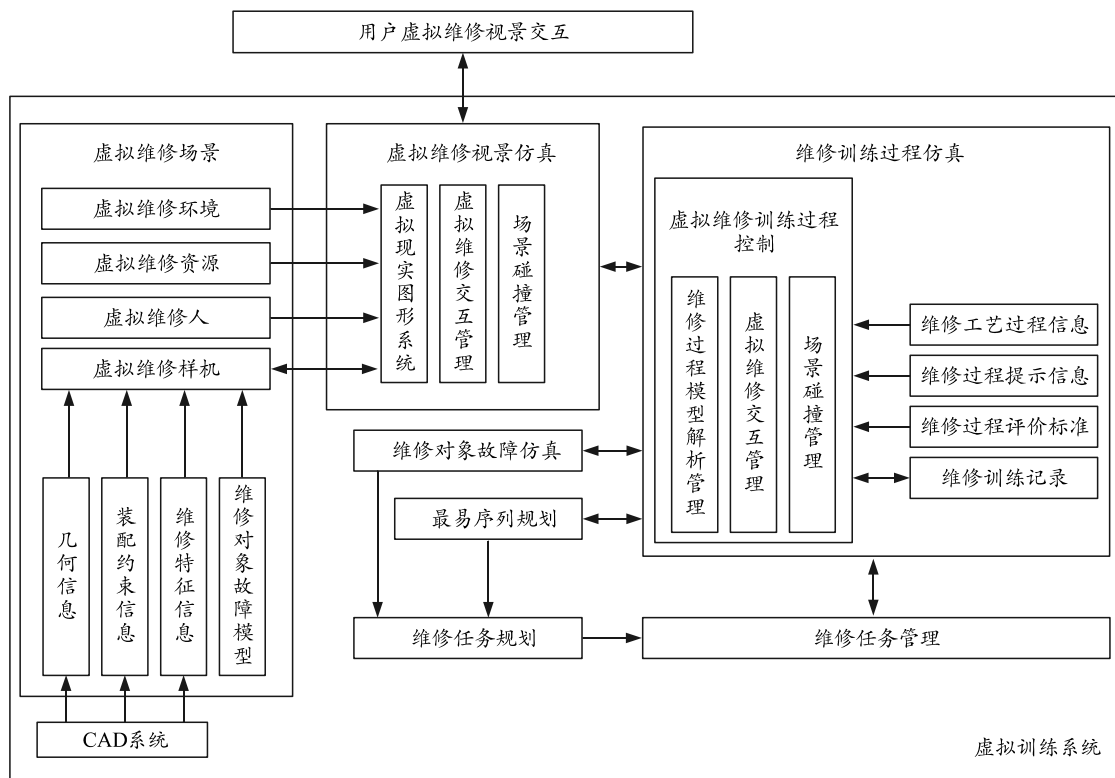 用户虚拟维修视景交互
虚拟维修场景
虚拟维修环境
虚拟维修资源
虚拟维修人
虚拟维修样机
几何信息
装配约束信息
维修特征信息
维修对象故障模型
CAD系统
虚拟维修视景仿真
虚拟现实图形系统
虚拟维修交互管理
场景碰撞管理
维修训练过程仿真
虚拟维修训练过程
控制
维修过程模型解析管理
虚拟维修交互管理
场景碰撞管理
维修工艺过程信息
维修过程提示信息
维修过程评价标准
维修训练记录
维修对象故障仿真
最易序列规划
维修任务规划
维修任务管理
虚拟训练系统